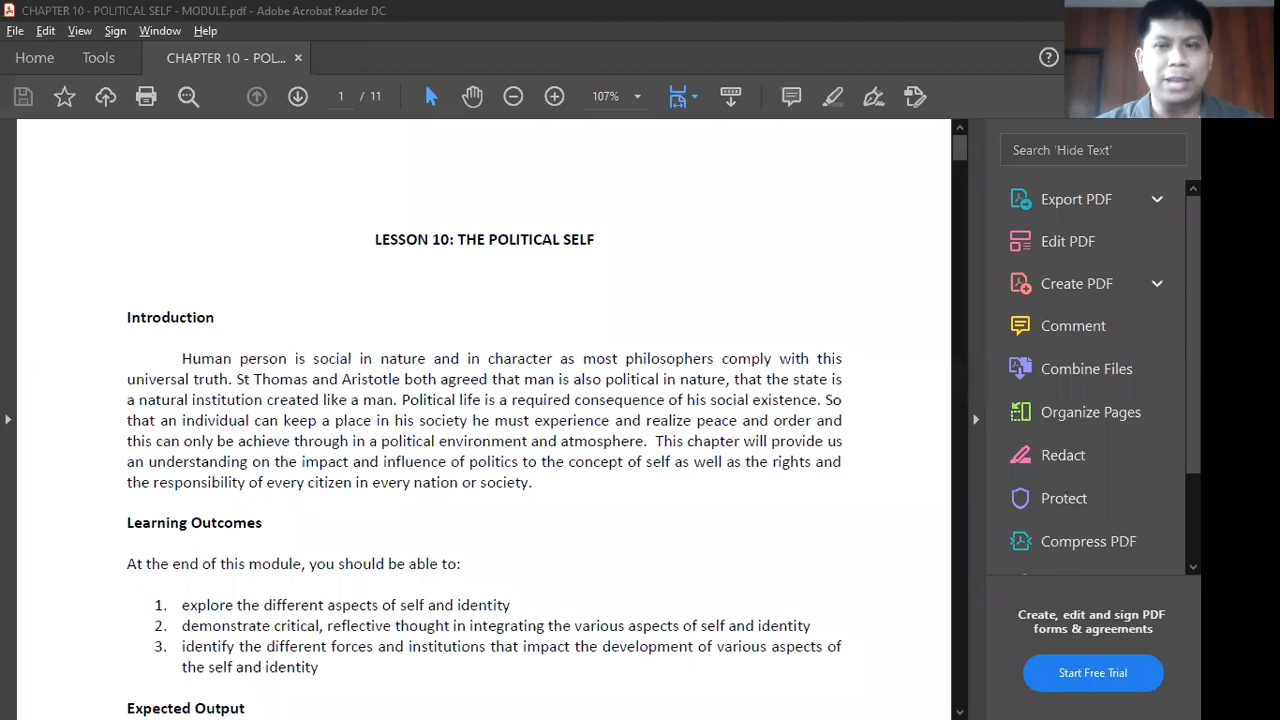 CHAPTER 10 - POLITICAL SELF - MODULE.pdf - Adobe Acrobat Reader DC
File Edit View Sign Window Help
Home Tools CHAPTER 10 - POL... ×
1 / 11 107%
Search 'Hide Text'
Export PDF
Edit PDF
Create PDF
Comment
Combine Files
Organize Pages
Redact
Protect
Compress PDF
Create, edit and sign PDF
forms & agreements
Start Free Trial
LESSON 10: THE POLITICAL SELF
Introduction
Human person is social in nature and in character as most philosophers comply with this
universal truth. St Thomas and Aristotle both agreed that man is also political in nature, that the state is
a natural institution created like a man. Political life is a required consequence of his social existence. So
that an individual can keep a place in his society he must experience and realize peace and order and
this can only be achieve through in a political environment and atmosphere. This chapter will provide us
an understanding on the impact and influence of politics to the concept of self as well as the rights and
the responsibility of every citizen in every nation or society.
Learning Outcomes
At the end of this module, you should be able to:
1. explore the different aspects of self and identity
2. demonstrate critical, reflective thought in integrating the various aspects of self and identity
3. identify the different forces and institutions that impact the development of various aspects of
the self and identity
Expected Output